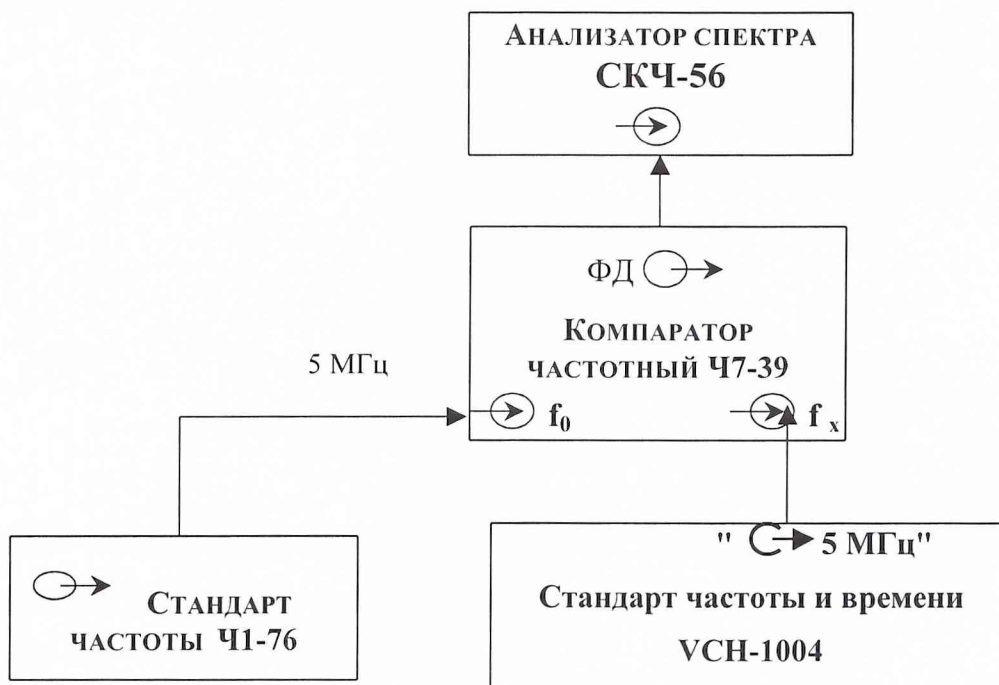 АНАЛИЗАТОР СПЕКТРА
СКЧ-56
ФД
КОМПАРАТОР
ЧАСТОТНЫЙ Ч7-39
5 МГц
f₀
f x
" 5 МГц"
СТАНДАРТ
ЧАСТОТЫ Ч1-76
Стандарт частоты и времени
VCH-1004